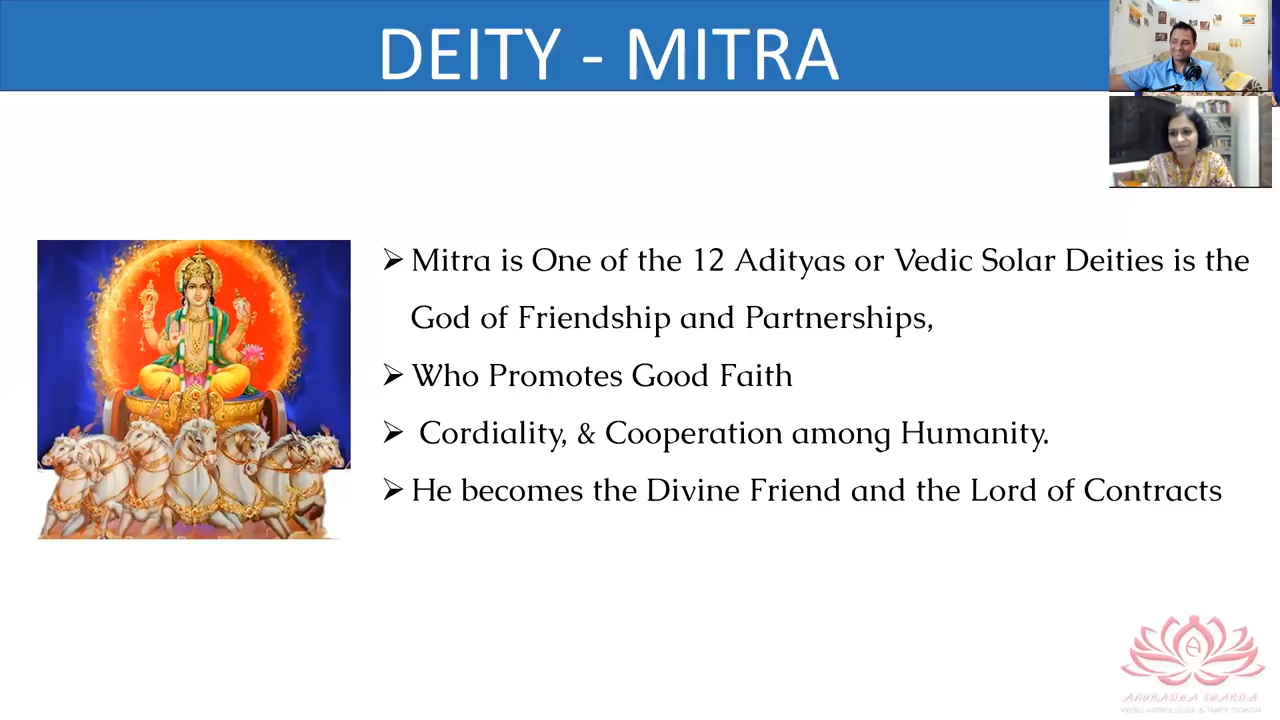 DEITY - MITRA
➢ Mitra is One of the 12 Adityas or Vedic Solar Deities is the
God of Friendship and Partnerships,
➢ Who Promotes Good Faith
➢ Cordiality, & Cooperation among Humanity.
➢ He becomes the Divine Friend and the Lord of Contracts
ANURADHA SHARDA